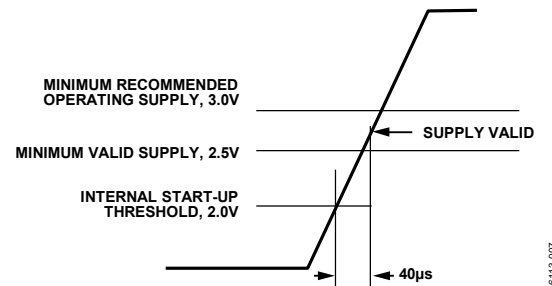 MINIMUM RECOMMENDED
OPERATING SUPPLY, 3.0V
SUPPLY VALID
MINIMUM VALID SUPPLY, 2.5V
INTERNAL START-UP
THRESHOLD, 2.0V
40µs